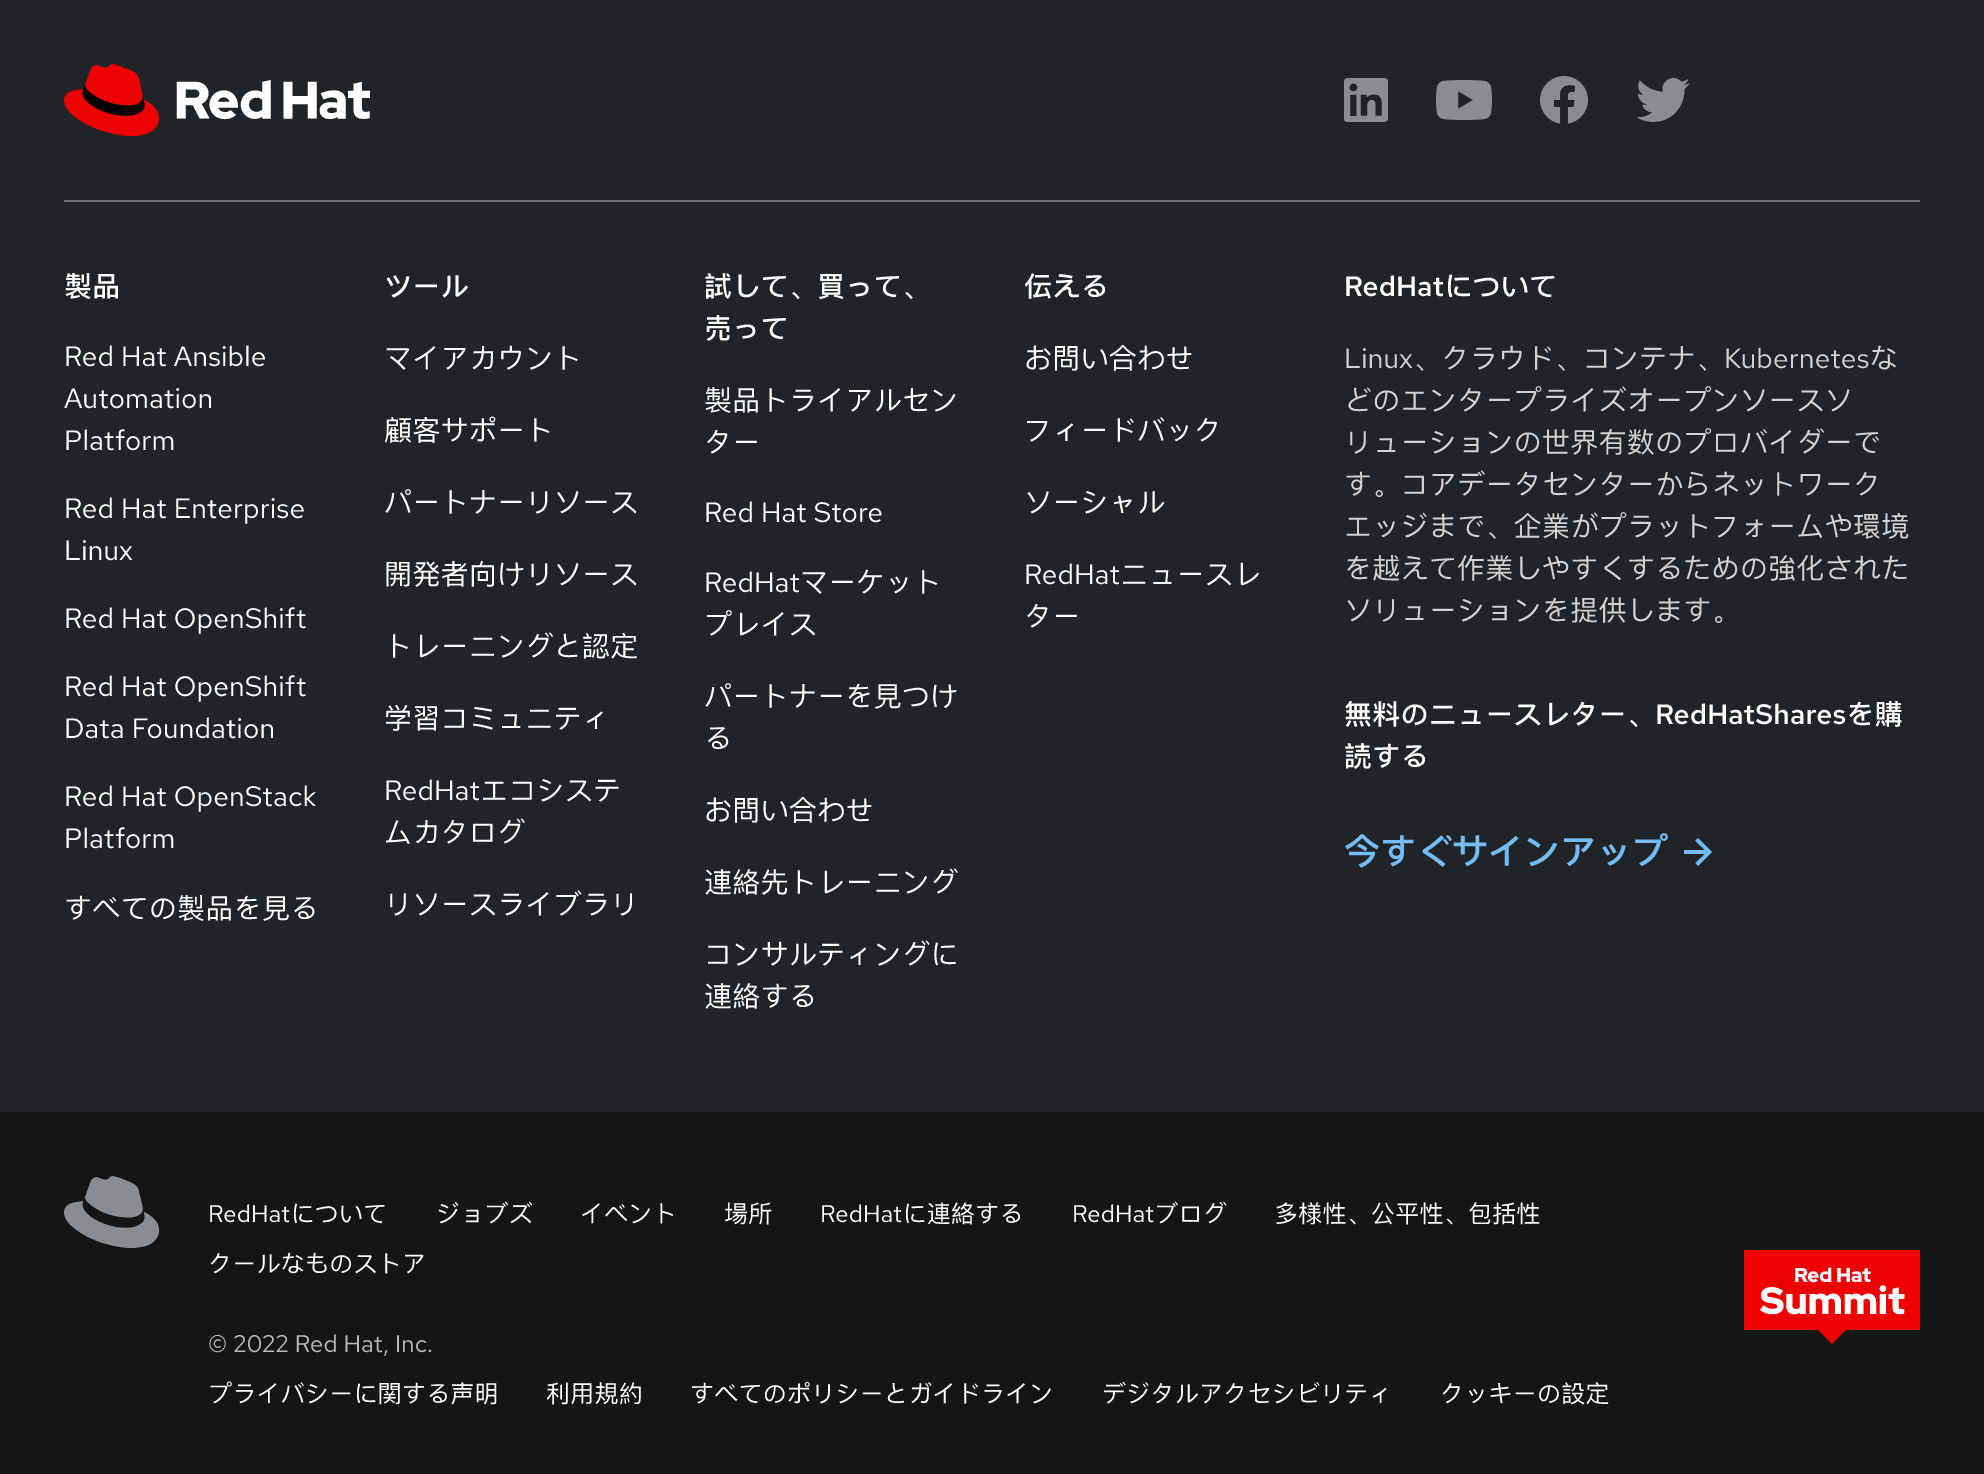 Red Hat
製品
Red Hat Ansible
Automation
Platform
Red Hat Enterprise
Linux
Red Hat OpenShift
Red Hat OpenShift
Data Foundation
Red Hat OpenStack
Platform
すべての製品を見る
ツール
マイアカウント
顧客サポート
パートナーリソース
開発者向けリソース
トレーニングと認定
学習コミュニティ
RedHatエコシステ
ムカタログ
リソースライブラリ
試して、買って、
売って
製品トライアルセン
ター
Red Hat Store
RedHatマーケット
プレイス
パートナーを見つけ
る
お問い合わせ
連絡先トレーニング
コンサルティングに
連絡する
伝える
お問い合わせ
フィードバック
ソーシャル
RedHatニュースレ
ター
RedHatについて
Linux、クラウド、コンテナ、Kubernetesな
どのエンタープライズオープンソースソ
リューションの世界有数のプロバイダーで
す。コアデータセンターからネットワーク
エッジまで、企業がプラットフォームや環境
を越えて作業しやすくするための強化された
ソリューションを提供します。
無料のニュースレター、RedHatSharesを購
読する
今すぐサインアップ →
RedHatについて ジョブズ イベント 場所 RedHatに連絡する RedHatブログ 多様性、公平性、包括性
クールなものストア
Red Hat
Summit
© 2022 Red Hat, Inc.
プライバシーに関する声明 利用規約 すべてのポリシーとガイドライン デジタルアクセシビリティ クッキーの設定